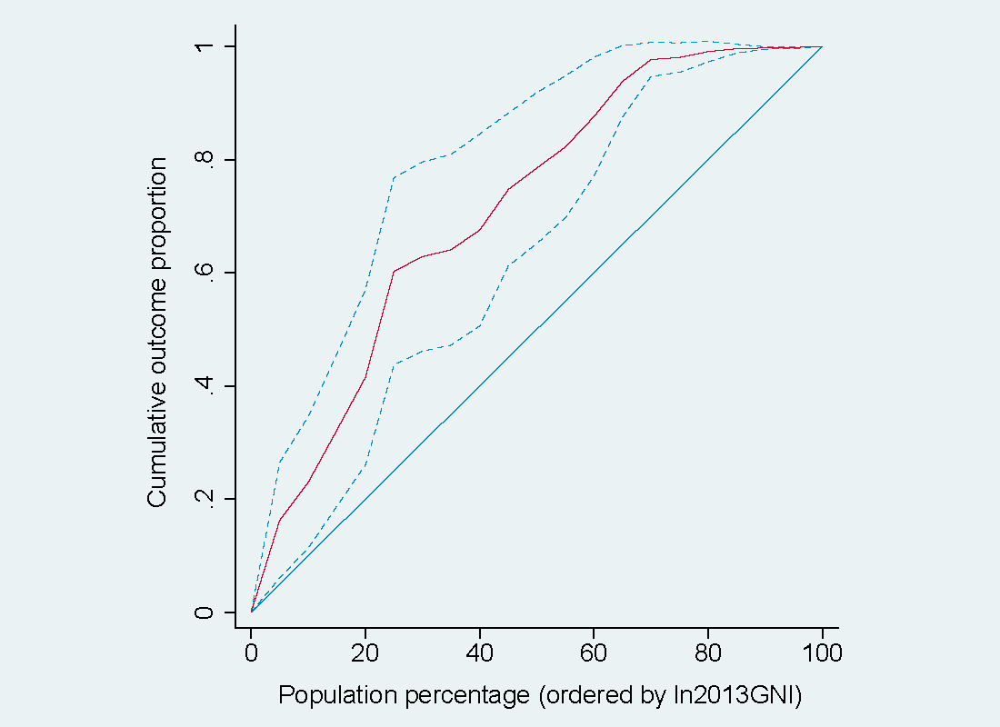 Cumulative outcome proportion
1
.8
.6
.4
.2
0
0 20 40 60 80 100
Population percentage (ordered by ln2013GNI)